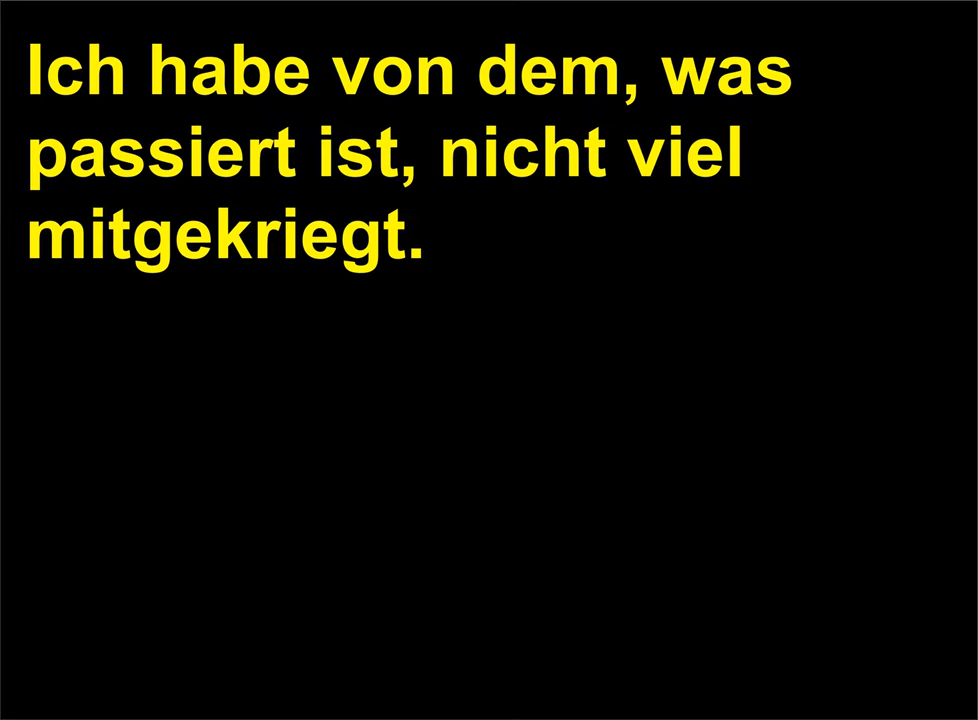 Ich habe von dem, was
passiert ist, nicht viel
mitgekriegt.